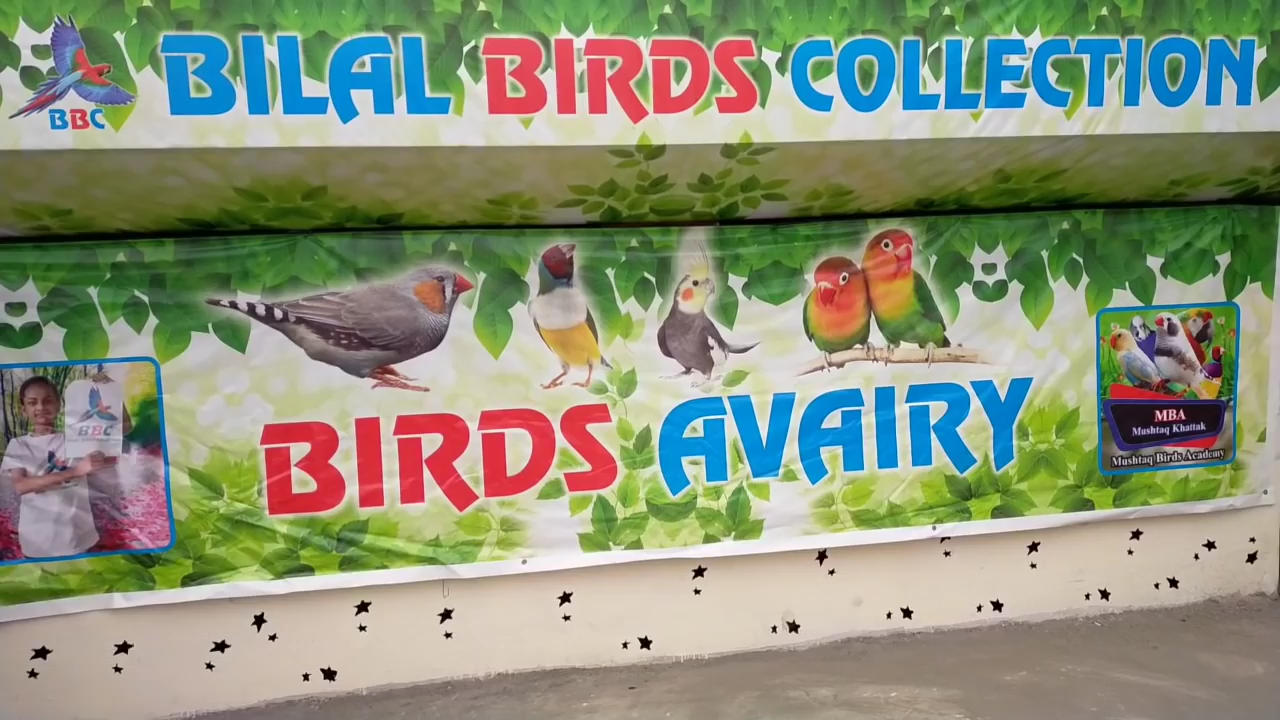 BILAL BIRDS COLLECTION
BBC
BIRDS AVAIRY
BBC
MBA
Mushtaq Khattak
Mushtaq Birds Academy